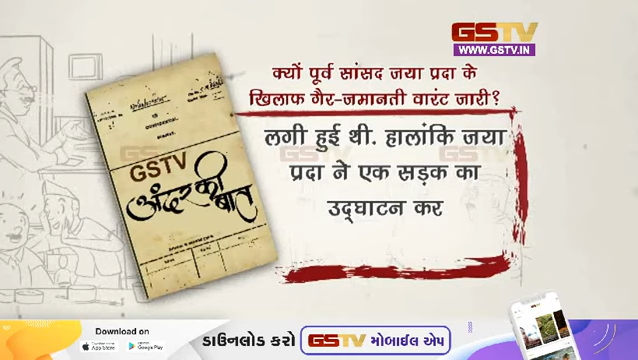 GSTV
WWW.GSTV.IN
क्यों पूर्व सांसद जया प्रदा के
खिलाफ गैर-जमानती वारंट जारी?
लगी हुई थी. हालांकि जया
प्रदा ने एक सड़क का
उद्घाटन कर
GSTV
अंदर की बात
Download on
App Store
Google Play
ડાઉનલોડ કરો
GSTV મોબાઈલ એપ